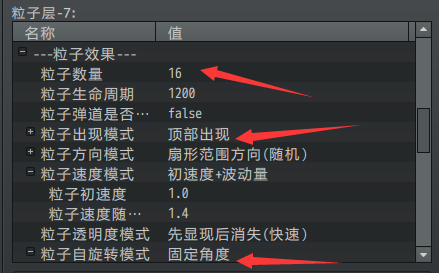 粒子层-7:
名称 值
---粒子效果---
粒子数量 16
粒子生命周期 1200
粒子弹道是否… false
粒子出现模式 顶部出现
粒子方向模式 扇形范围方向(随机)
粒子速度模式 初速度+波动量
粒子初速度 1.0
粒子速度随… 1.4
粒子透明度模式 先显现后消失(快速)
粒子自旋转模式 固定角度